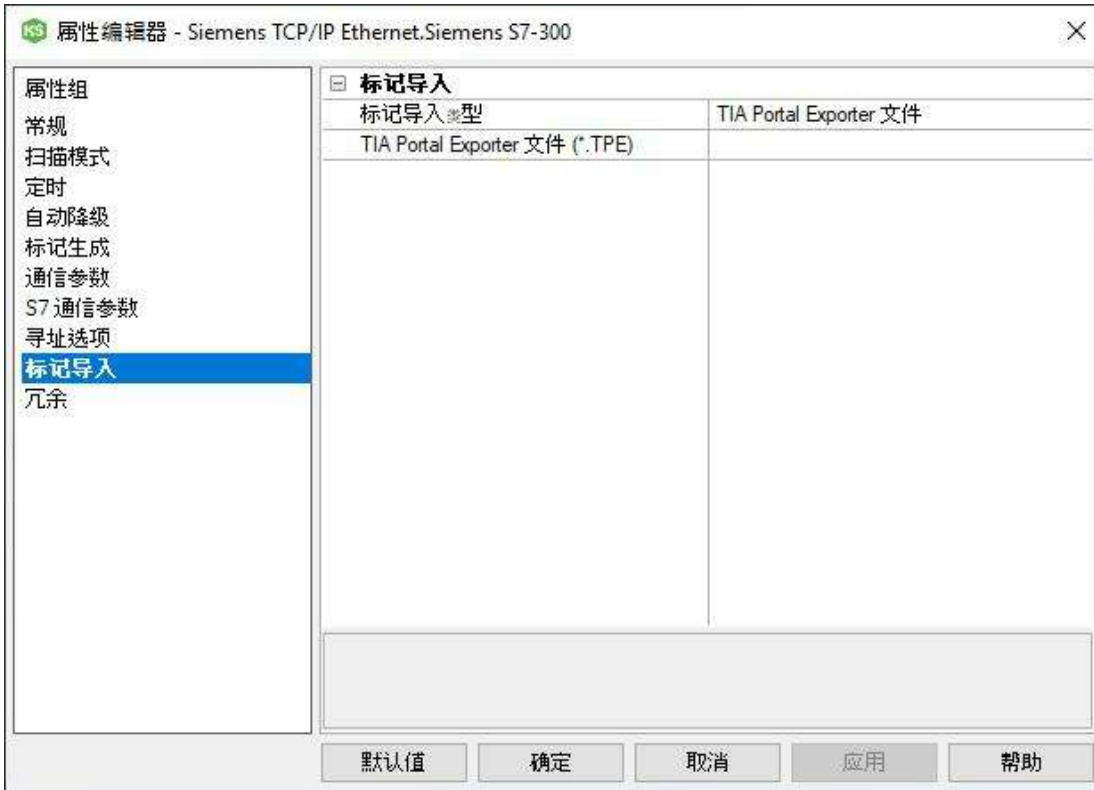 KS 属性编辑器 - Siemens TCP/IP Ethernet.Siemens S7-300
属性组
常规
扫描模式
定时
自动降级
标记生成
通信参数
S7 通信参数
寻址选项
标记导入
冗余
标记导入
标记导入类型 TIA Portal Exporter 文件
TIA Portal Exporter 文件 (*.TPE)
默认值 确定 取消 应用 帮助